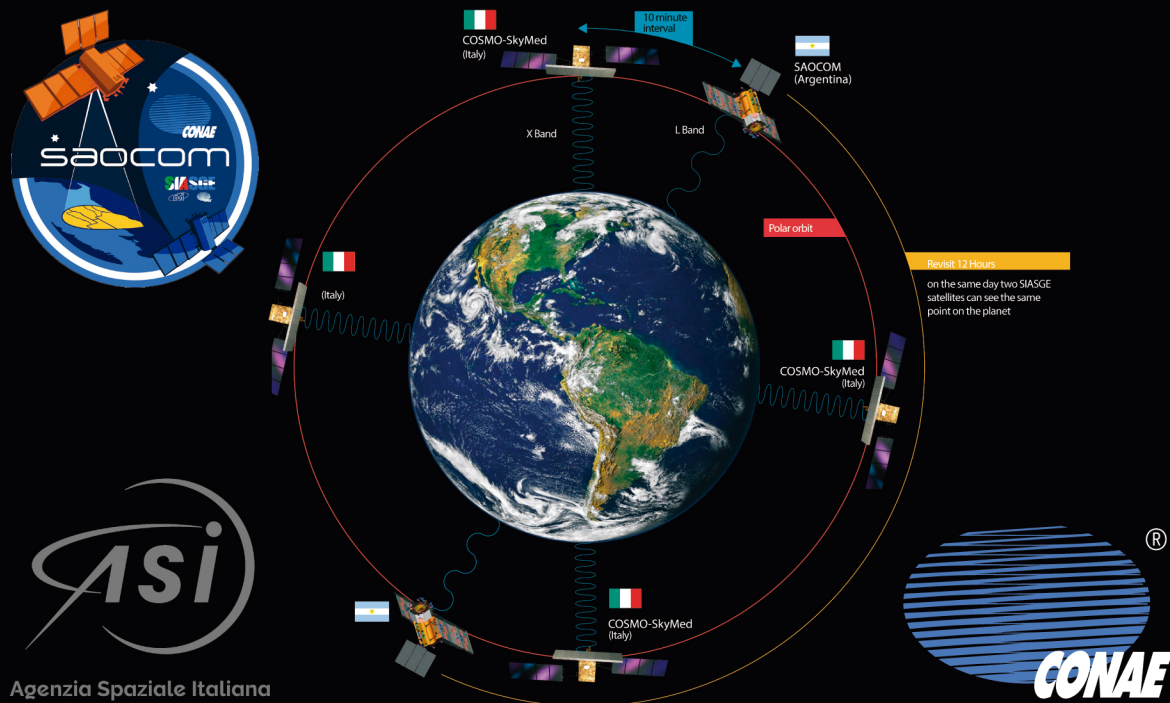 COSMO-SkyMed
(Italy)
10 minute
interval
SAOCOM
(Argentina)
X Band
L Band
CONAE
saocom
SIASGE
asi
Polar orbit
Revisit 12 Hours
on the same day two SIASGE
satellites can see the same
point on the planet
(Italy)
COSMO-SkyMed
(Italy)
COSMO-SkyMed
(Italy)
asi
Agenzia Spaziale Italiana
®
CONAE